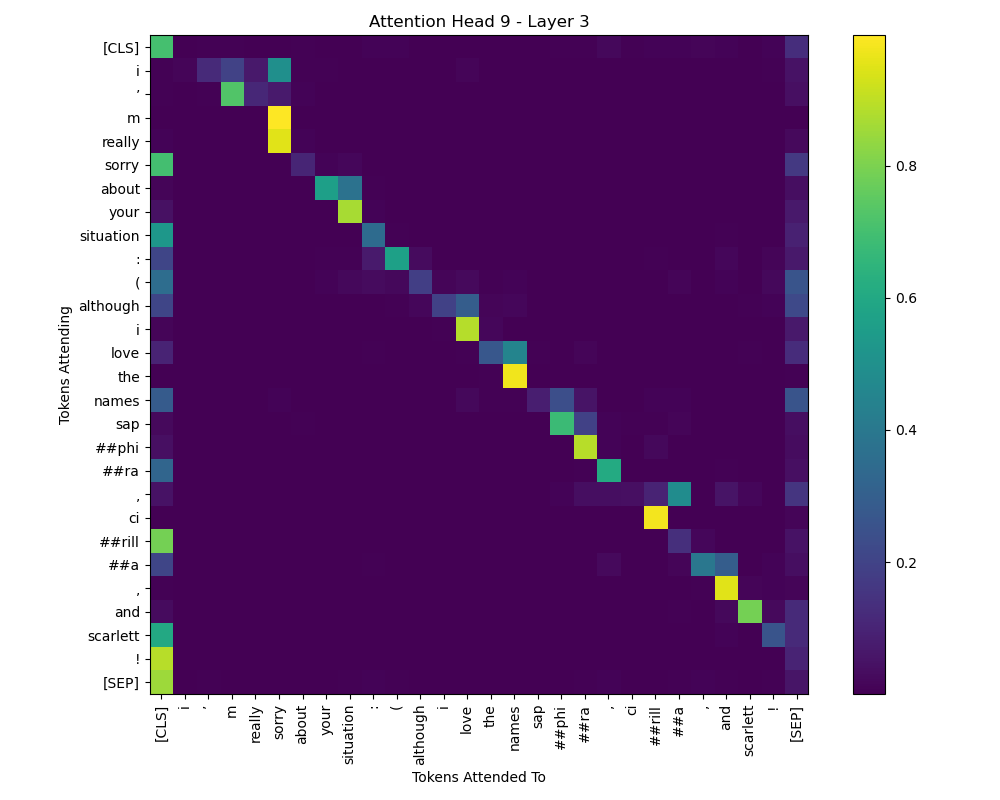 Attention Head 9 - Layer 3
Tokens Attending
[CLS]
i
’
m
really
sorry
about
your
situation
:
(
although
i
love
the
names
sap
##phi
##ra
,
ci
##rill
##a
,
and
scarlett
!
[SEP]
[CLS]
i
’
m
really
sorry
about
your
situation
:
(
although
i
love
the
names
sap
##phi
##ra
,
ci
##rill
##a
,
and
scarlett
!
[SEP]
Tokens Attended To
0.8
0.6
0.4
0.2